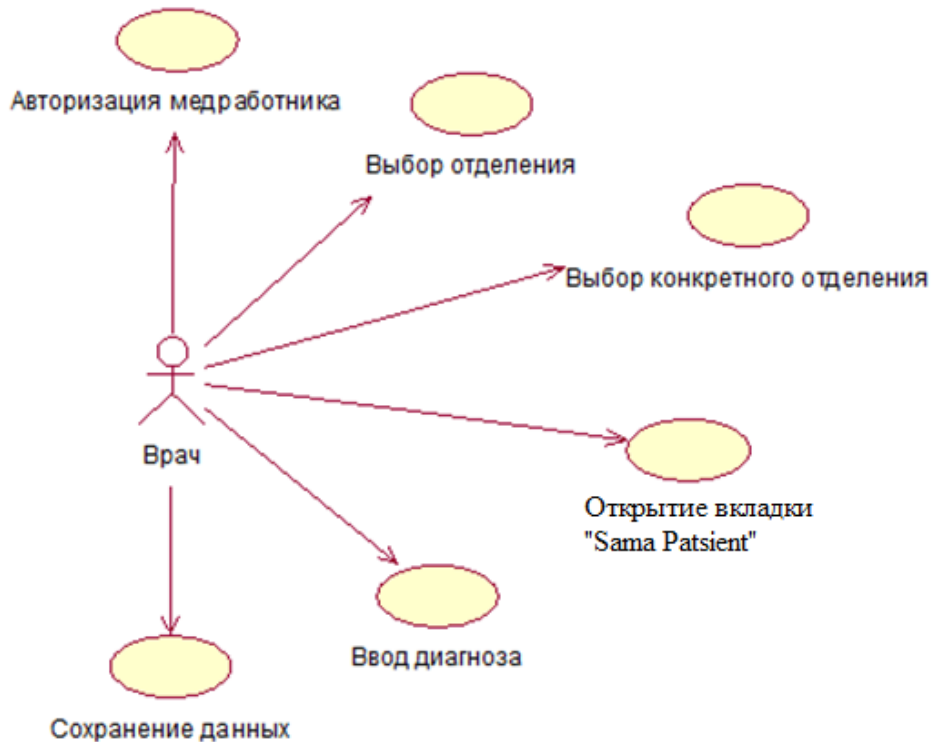 Авторизация медработника
Выбор отделения
Выбор конкретного отделения
Врач
Открытие вкладки
"Sama Patsient"
Ввод диагноза
Сохранение данных